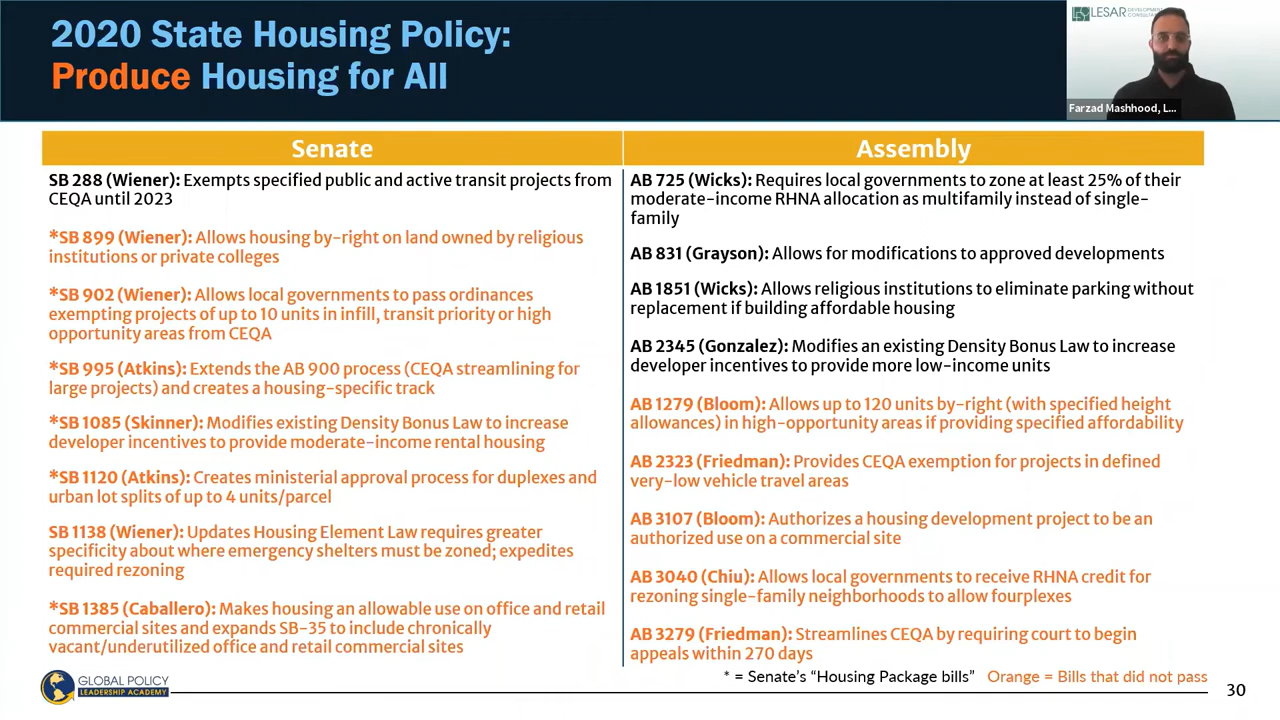 2020 State Housing Policy:
Produce Housing for All
LESAR DEVELOPMENT
CONSULTANTS
Farzad Mashhood, L...
Senate
SB 288 (Wiener): Exempts specified public and active transit projects from
CEQA until 2023
*SB 899 (Wiener): Allows housing by-right on land owned by religious
institutions or private colleges
*SB 902 (Wiener): Allows local governments to pass ordinances
exempting projects of up to 10 units in infill, transit priority or high
opportunity areas from CEQA
*SB 995 (Atkins): Extends the AB 900 process (CEQA streamlining for
large projects) and creates a housing-specific track
*SB 1085 (Skinner): Modifies existing Density Bonus Law to increase
developer incentives to provide moderate-income rental housing
*SB 1120 (Atkins): Creates ministerial approval process for duplexes and
urban lot splits of up to 4 units/parcel
SB 1138 (Wiener): Updates Housing Element Law requires greater
specificity about where emergency shelters must be zoned; expedites
required rezoning
*SB 1385 (Caballero): Makes housing an allowable use on office and retail
commercial sites and expands SB-35 to include chronically
vacant/underutilized office and retail commercial sites
Assembly
AB 725 (Wicks): Requires local governments to zone at least 25% of their
moderate-income RHNA allocation as multifamily instead of single-
family
AB 831 (Grayson): Allows for modifications to approved developments
AB 1851 (Wicks): Allows religious institutions to eliminate parking without
replacement if building affordable housing
AB 2345 (Gonzalez): Modifies an existing Density Bonus Law to increase
developer incentives to provide more low-income units
AB 1279 (Bloom): Allows up to 120 units by-right (with specified height
allowances) in high-opportunity areas if providing specified affordability
AB 2323 (Friedman): Provides CEQA exemption for projects in defined
very-low vehicle travel areas
AB 3107 (Bloom): Authorizes a housing development project to be an
authorized use on a commercial site
AB 3040 (Chiu): Allows local governments to receive RHNA credit for
rezoning single-family neighborhoods to allow fourplexes
AB 3279 (Friedman): Streamlines CEQA by requiring court to begin
appeals within 270 days
* = Senate's “Housing Package bills” Orange = Bills that did not pass
GLOBAL POLICY
LEADERSHIP ACADEMY
30